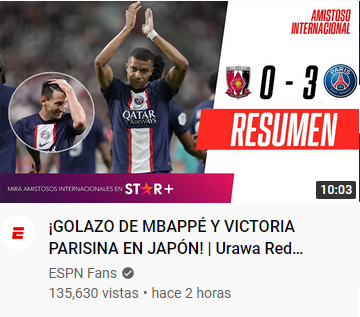 AMISTOSO
INTERNACIONAL
0 - 3
PARIS
RESUMEN
QATAR
AIRWAYS
MIRA AMISTOSOS INTERNACIONALES EN STAR+
10:03
¡GOLAZO DE MBAPPÉ Y VICTORIA
PARISINA EN JAPÓN! | Urawa Red...
ESPN Fans
135,630 vistas • hace 2 horas